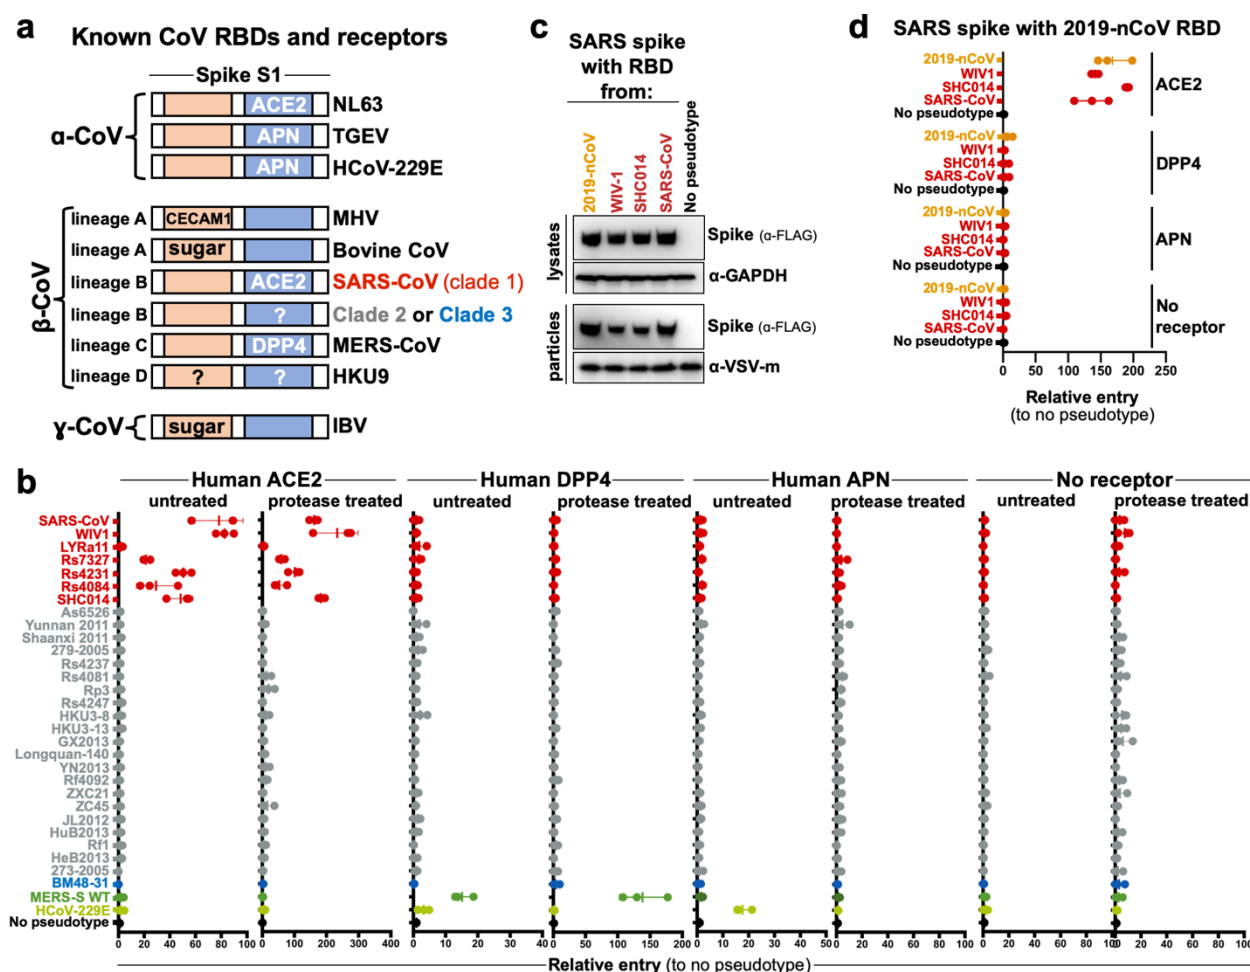 a
Known CoV RBDs and receptors
Spike S1
α-CoV
ACE2 NL63
APN TGEV
APN HCoV-229E
β-CoV
lineage A CECAM1 MHV
lineage A sugar Bovine CoV
lineage B ACE2 SARS-CoV (clade 1)
lineage B ? Clade 2 or Clade 3
lineage C DPP4 MERS-CoV
lineage D ? ? HKU9
ɣ-CoV sugar IBV
c
SARS spike
with RBD
from:
2019-nCoV
WIV-1
SHC014
SARS-CoV
No pseudotype
lysates
Spike (α-FLAG)
α-GAPDH
particles
Spike (α-FLAG)
α-VSV-m
d
SARS spike with 2019-nCoV RBD
2019-nCoV
WIV1
SHC014
SARS-CoV
No pseudotype
ACE2
2019-nCoV
WIV1
SHC014
SARS-CoV
No pseudotype
DPP4
2019-nCoV
WIV1
SHC014
SARS-CoV
No pseudotype
APN
2019-nCoV
WIV1
SHC014
SARS-CoV
No pseudotype
No
receptor
0 50 100 150 200 250
Relative entry
(to no pseudotype)
b
Human ACE2 Human DPP4 Human APN No receptor
untreated protease treated untreated protease treated untreated protease treated untreated protease treated
SARS-CoV
WIV1
LYRa11
Rs7327
Rs4231
Rs4084
SHC014
As6526
Yunnan 2011
Shaanxi 2011
279-2005
Rs4237
Rs4081
Rp3
Rs4247
HKU3-8
HKU3-13
GX2013
Longquan-140
YN2013
Rf4092
ZXC21
ZC45
JL2012
HuB2013
Rf1
HeB2013
273-2005
BM48-31
MERS-S WT
HCoV-229E
No pseudotype
0 20 40 60 80 100 0 100 200 300 400 0 10 20 30 40 0 50 100 150 200 0 10 20 30 40 50 0 20 40 60 80 100 0 20 40 60 80 100 0 20 40 60 80 100
Relative entry (to no pseudotype)